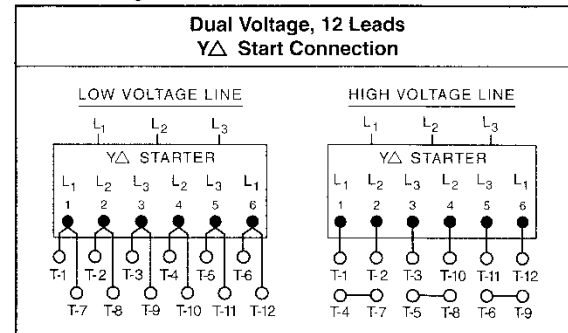 Dual Voltage, 12 Leads
Y△ Start Connection
LOW VOLTAGE LINE
L1 L2 L3
Y△ STARTER
L1 L2 L3 L2 L3 L1
1 2 3 4 5 6
T-1 T-2 T-3 T-4 T-5 T-6
T-7 T-8 T-9 T-10 T-11 T-12
HIGH VOLTAGE LINE
L1 L2 L3
Y△ STARTER
L1 L2 L3 L2 L3 L1
1 2 3 4 5 6
T-1 T-2 T-3 T-10 T-11 T-12
T-4 T-7 T-5 T-8 T-6 T-9